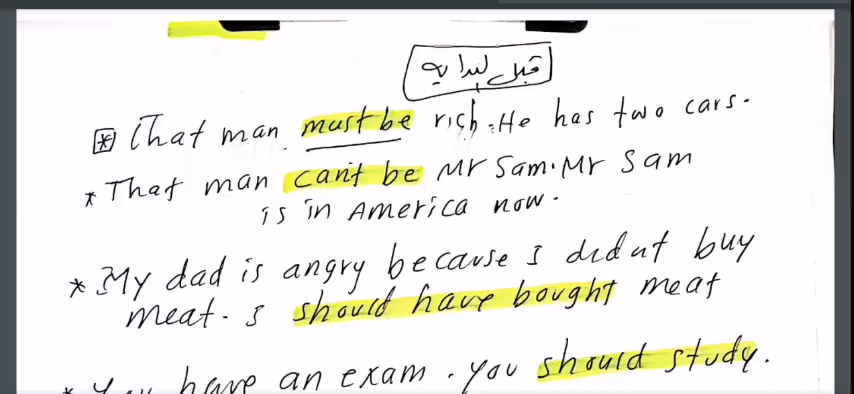 قبل البدايه
* That man must be rich. He has two cars.
* That man can't be Mr Sam. Mr Sam
is in America now.
* My dad is angry because I didn't buy
meat. I should have bought meat
* You have an exam. you should study.